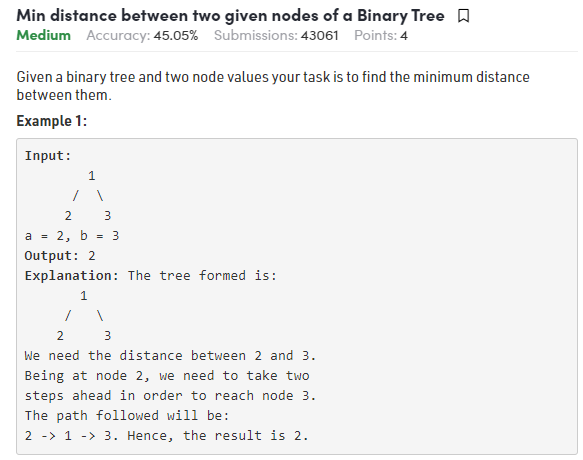 Min distance between two given nodes of a Binary Tree
Medium Accuracy: 45.05% Submissions: 43061 Points: 4
Given a binary tree and two node values your task is to find the minimum distance
between them.
Example 1:
Input:
1
/ \
2 3
a = 2, b = 3
Output: 2
Explanation: The tree formed is:
1
/ \
2 3
We need the distance between 2 and 3.
Being at node 2, we need to take two
steps ahead in order to reach node 3.
The path followed will be:
2 -> 1 -> 3. Hence, the result is 2.